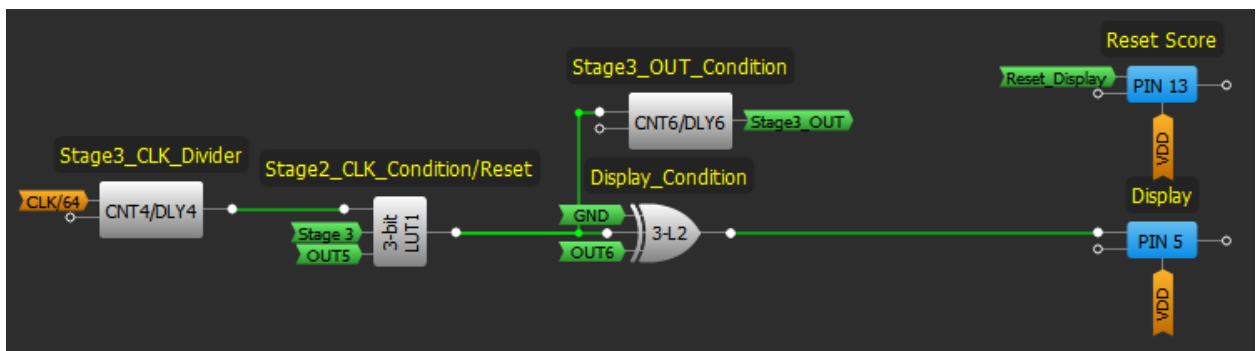 Reset Score
Stage3_OUT_Condition
Reset_Display
PIN 13
CNT6/DLY6
Stage3_OUT
VDD
Stage3_CLK_Divider
Stage2_CLK_Condition/Reset
Display_Condition
Display
CLK/64
CNT4/DLY4
3-bit
LUT1
Stage 3
OUT5
GND
3-L2
OUT6
PIN 5
VDD